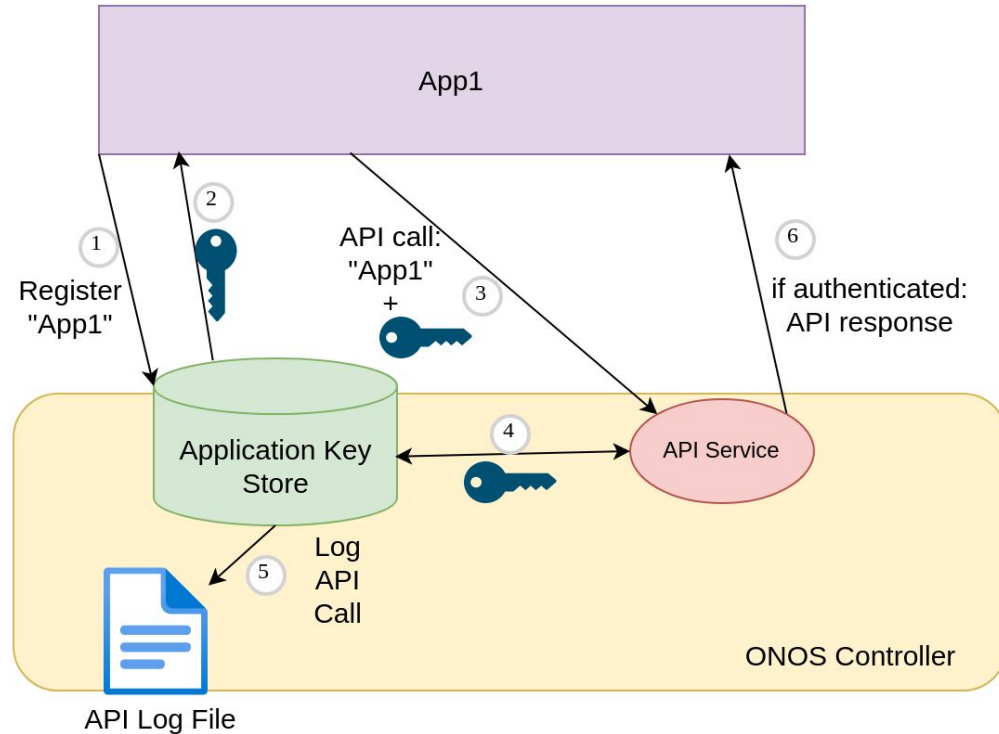 App1
1
Register
"App1"
2
API call:
"App1"
+
3
6
if authenticated:
API response
Application Key
Store
4
API Service
5
Log
API
Call
ONOS Controller
API Log File